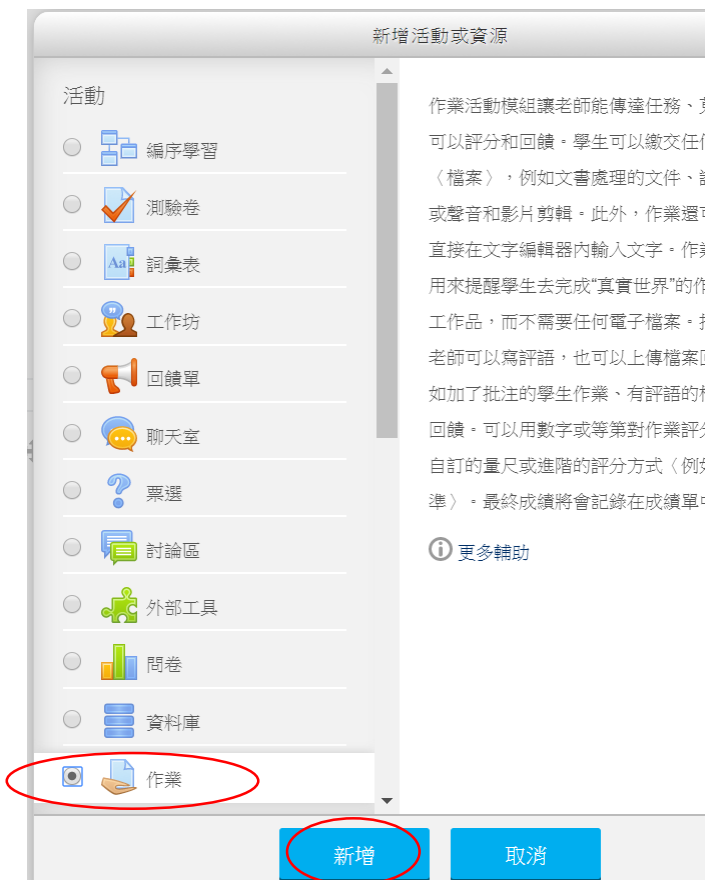 新增活動或資源
活動
編序學習
測驗卷
Aa
詞彙表
工作坊
回饋單
聊天室
票選
討論區
外部工具
問卷
資料庫
作業
作業活動模組讓老師能傳達任務、
可以評分和回饋。學生可以繳交任
〈檔案〉，例如文書處理的文件、
或聲音和影片剪輯。此外，作業還
直接在文字編輯器內輸入文字。作
用來提醒學生去完成“真實世界”的作
工作品，而不需要任何電子檔案。
老師可以寫評語，也可以上傳檔案
如加了批注的學生作業、有評語的
回饋。可以用數字或等第對作業評
自訂的量尺或進階的評分方式〈例
準〉。最終成績將會記錄在成績單
更多輔助
新增
取消